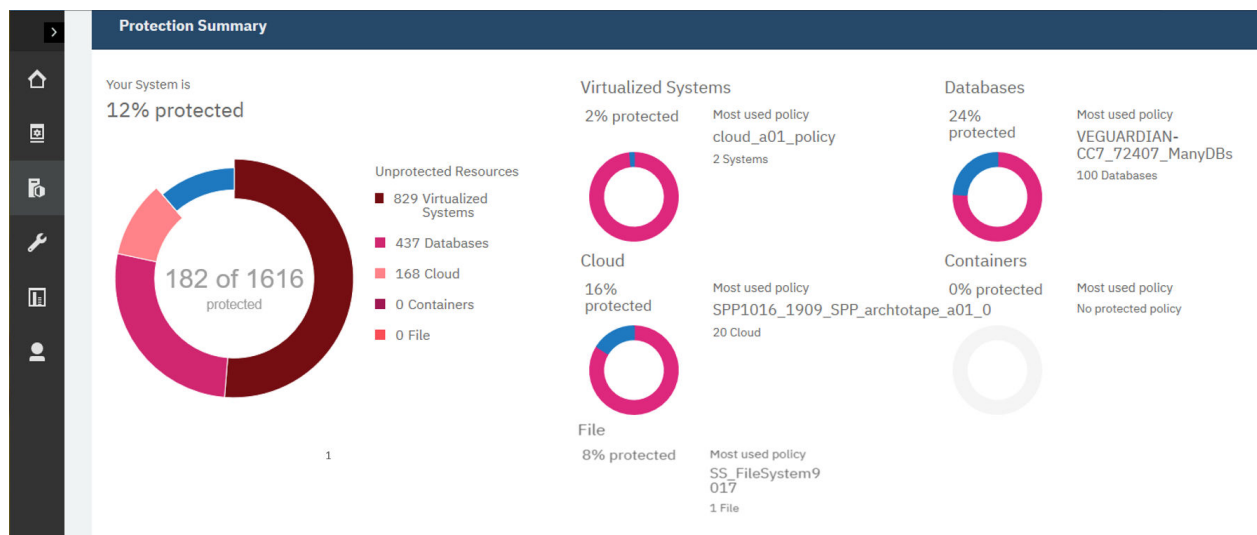 Protection Summary
Your System is
12% protected
182 of 1616
protected
Unprotected Resources
829 Virtualized
Systems
437 Databases
168 Cloud
0 Containers
0 File
1
Virtualized Systems
2% protected
Most used policy
cloud_a01_policy
2 Systems
Databases
24%
protected
Most used policy
VEGUARDIAN-
CC7_72407_ManyDBs
100 Databases
Cloud
16%
protected
Most used policy
SPP1016_1909_SPP_archtotape_a01_0
20 Cloud
Containers
0% protected
Most used policy
No protected policy
File
8% protected
Most used policy
SS_FileSystem9
017
1 File